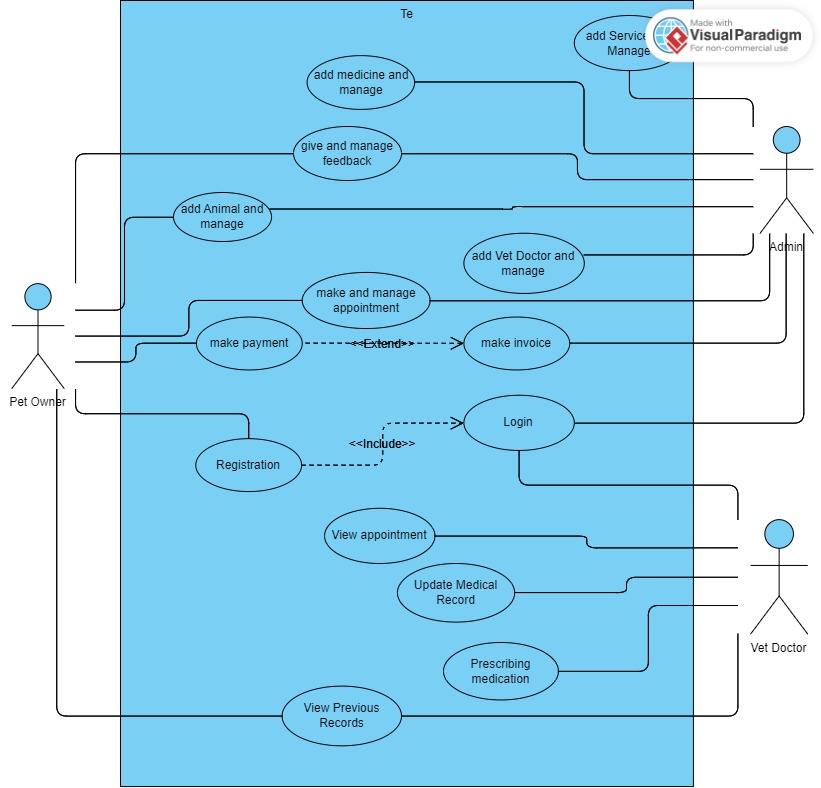 Te
add Service
Manage
Made with
VisualParadigm
For non-commercial use
add medicine and
manage
give and manage
feedback
add Animal and
manage
Admin
add Vet Doctor and
manage
make and manage
appointment
make payment
<<Extend>>
make invoice
Pet Owner
Login
<<Include>>
Registration
View appointment
Update Medical
Record
Vet Doctor
Prescribing
medication
View Previous
Records